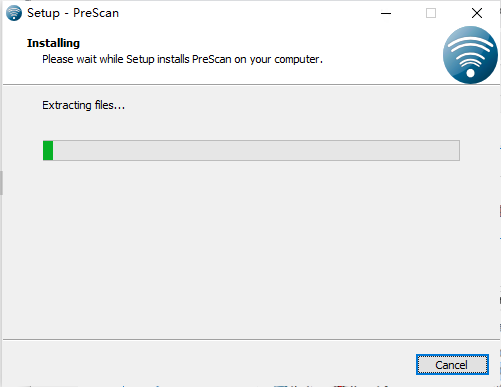 Setup - PreScan
Installing
Please wait while Setup installs PreScan on your computer.
Extracting files...
Cancel